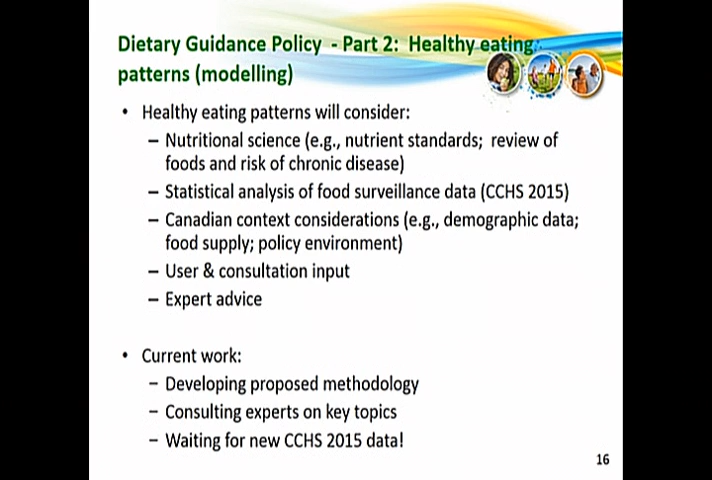 Dietary Guidance Policy - Part 2: Healthy eating
patterns (modelling)
• Healthy eating patterns will consider:
– Nutritional science (e.g., nutrient standards; review of
foods and risk of chronic disease)
– Statistical analysis of food surveillance data (CCHS 2015)
– Canadian context considerations (e.g., demographic data;
food supply; policy environment)
– User & consultation input
– Expert advice
• Current work:
– Developing proposed methodology
– Consulting experts on key topics
– Waiting for new CCHS 2015 data!
16